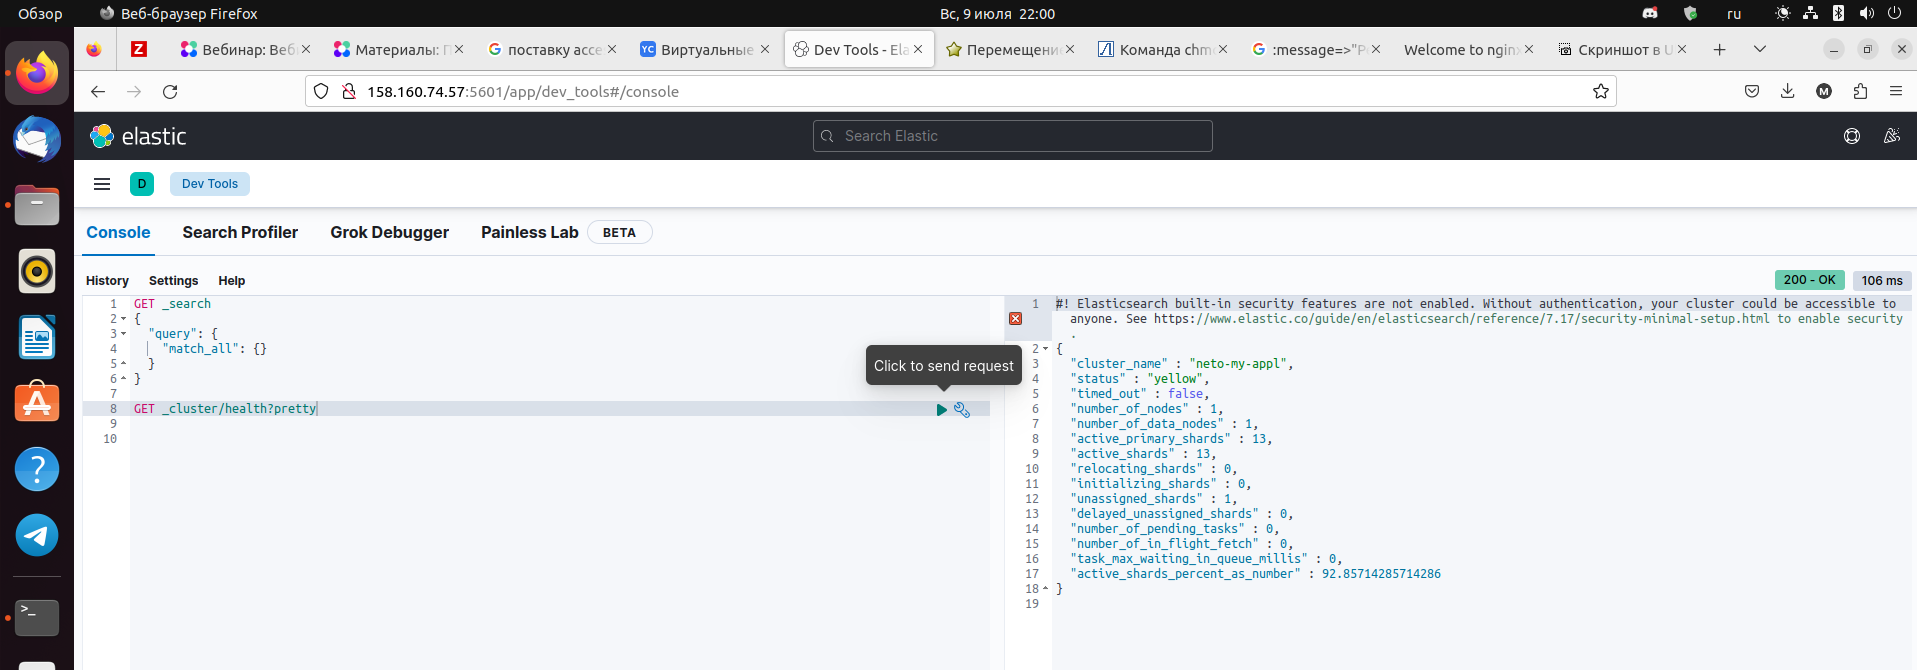 Обзор
Веб-браузер Firefox
Вс, 9 июля 22:00
ru
Z
Вебинар: Веб
Материалы: П
G поставку acce
YC Виртуальные
Dev Tools - Ela
Перемещени
Команда chm
G :message=>"P
Welcome to ngin
Скриншот в U
158.160.74.57:5601/app/dev_tools#/console
M
elastic
Search Elastic
D
Dev Tools
Console
Search Profiler
Grok Debugger
Painless Lab
BETA
History
Settings
Help
200 - OK
106 ms
1 GET _search
2 {
3 "query": {
4 "match_all": {}
5 }
6 }
7
8 GET _cluster/health?pretty
9
10
Click to send request
1 #! Elasticsearch built-in security features are not enabled. Without authentication, your cluster could be accessible to
anyone. See https://www.elastic.co/guide/en/elasticsearch/reference/7.17/security-minimal-setup.html to enable security
.
2 {
3 "cluster_name" : "neto-my-appl",
4 "status" : "yellow",
5 "timed_out" : false,
6 "number_of_nodes" : 1,
7 "number_of_data_nodes" : 1,
8 "active_primary_shards" : 13,
9 "active_shards" : 13,
10 "relocating_shards" : 0,
11 "initializing_shards" : 0,
12 "unassigned_shards" : 1,
13 "delayed_unassigned_shards" : 0,
14 "number_of_pending_tasks" : 0,
15 "number_of_in_flight_fetch" : 0,
16 "task_max_waiting_in_queue_millis" : 0,
17 "active_shards_percent_as_number" : 92.85714285714286
18 }
19